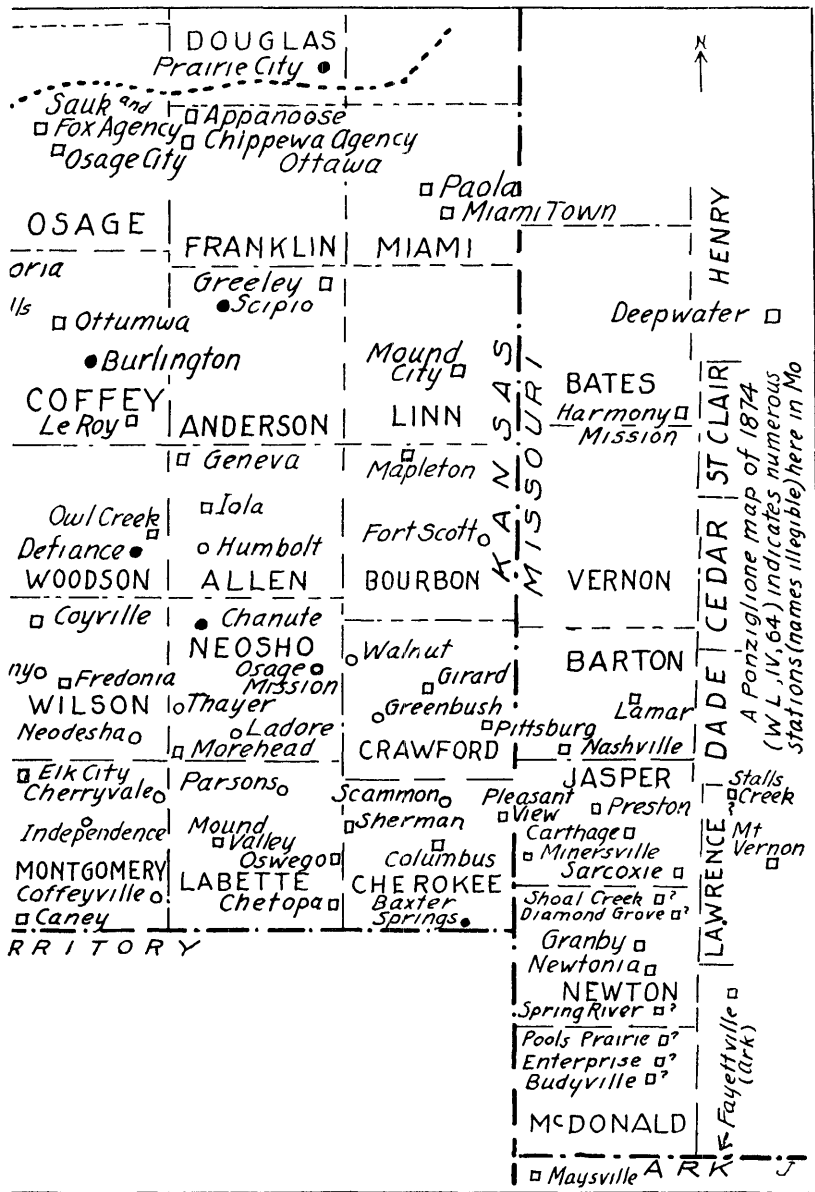 DOUGLAS
Prairie City
N
Sauk and
Fox Agency
Osage City
Appanoose
Chippewa Agency
Ottawa
Paola
Miami Town
OSAGE
FRANKLIN
MIAMI
HENRY
oria
lls
Greeley
Scipio
Ottumwa
Burlington
Mound
City
Deepwater
COFFEY
Le Roy
ANDERSON
LINN
KANSAS
MISSOURI
BATES
Harmony
Mission
ST CLAIR
A Ponziglione map of 1874
(W L, IV, 64) indicates numerous
stations (names illegible) here in Mo
Geneva
Mapleton
Owl Creek
Iola
Defiance
Humbolt
Fort Scott
WOODSON
ALLEN
BOURBON
VERNON
CEDAR
Coyville
Chanute
NEOSHO
Walnut
BARTON
DADE
ny
Fredonia
Osage
Mission
Girard
WILSON
Thayer
Greenbush
Lamar
Neodesha
Ladore
Pittsburg
Morehead
CRAWFORD
Nashville
Elk City
Cherryvale
Parsons
Scammon
Pleasant
View
JASPER
Preston
Stalls
Creek
?
Independence
Mound
Valley
Sherman
Carthage
Mt
Vernon
Oswego
Columbus
Minersville
Sarcoxie
LAWRENCE
MONTGOMERY
LABETTE
CHEROKEE
Coffeyville
Chetopa
Baxter
Springs
Shoal Creek ?
Diamond Grove ?
Caney
RRITORY
Granby
Newtonia
NEWTON
Spring River ?
Pools Prairie ?
Enterprise ?
Budyville ?
Fayettville
(Ark)
McDONALD
ARK
Maysville